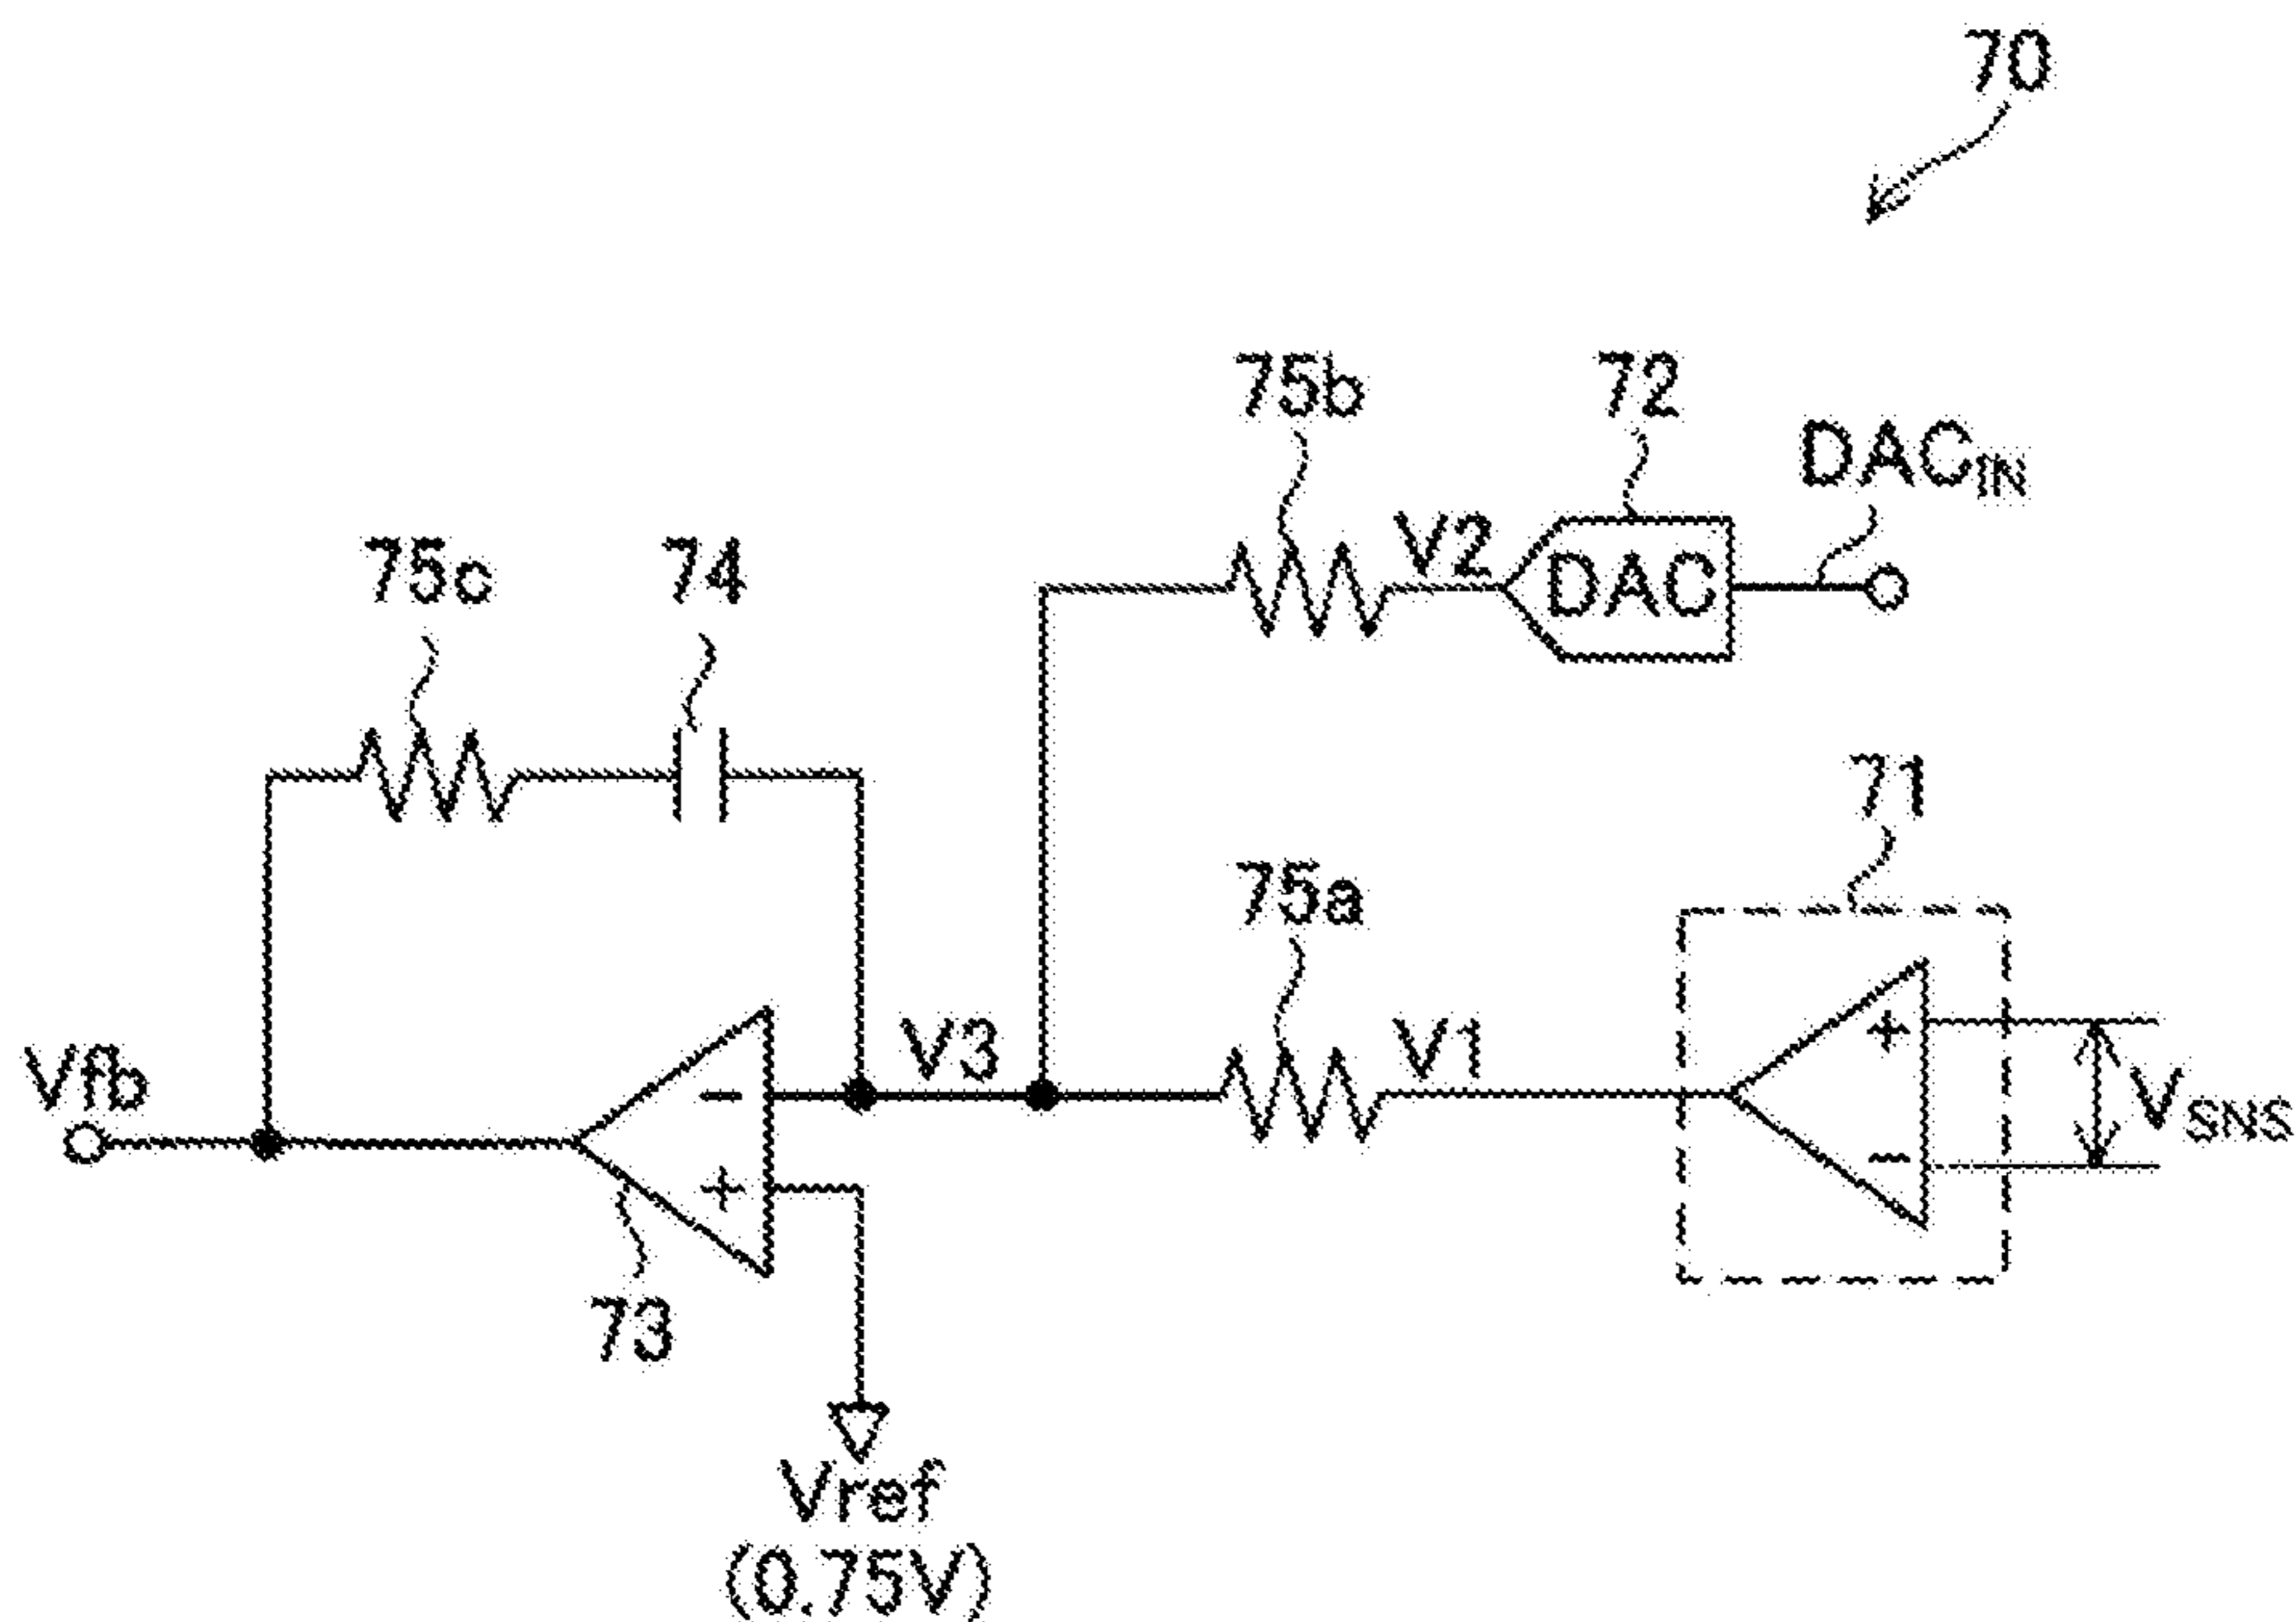 70
75b
72
DAC_IN
75c
74
V2
DAC
71
75a
V3
V1
+
-
Vfb
-
+
V_SNS
73
Vref
(0.75V)